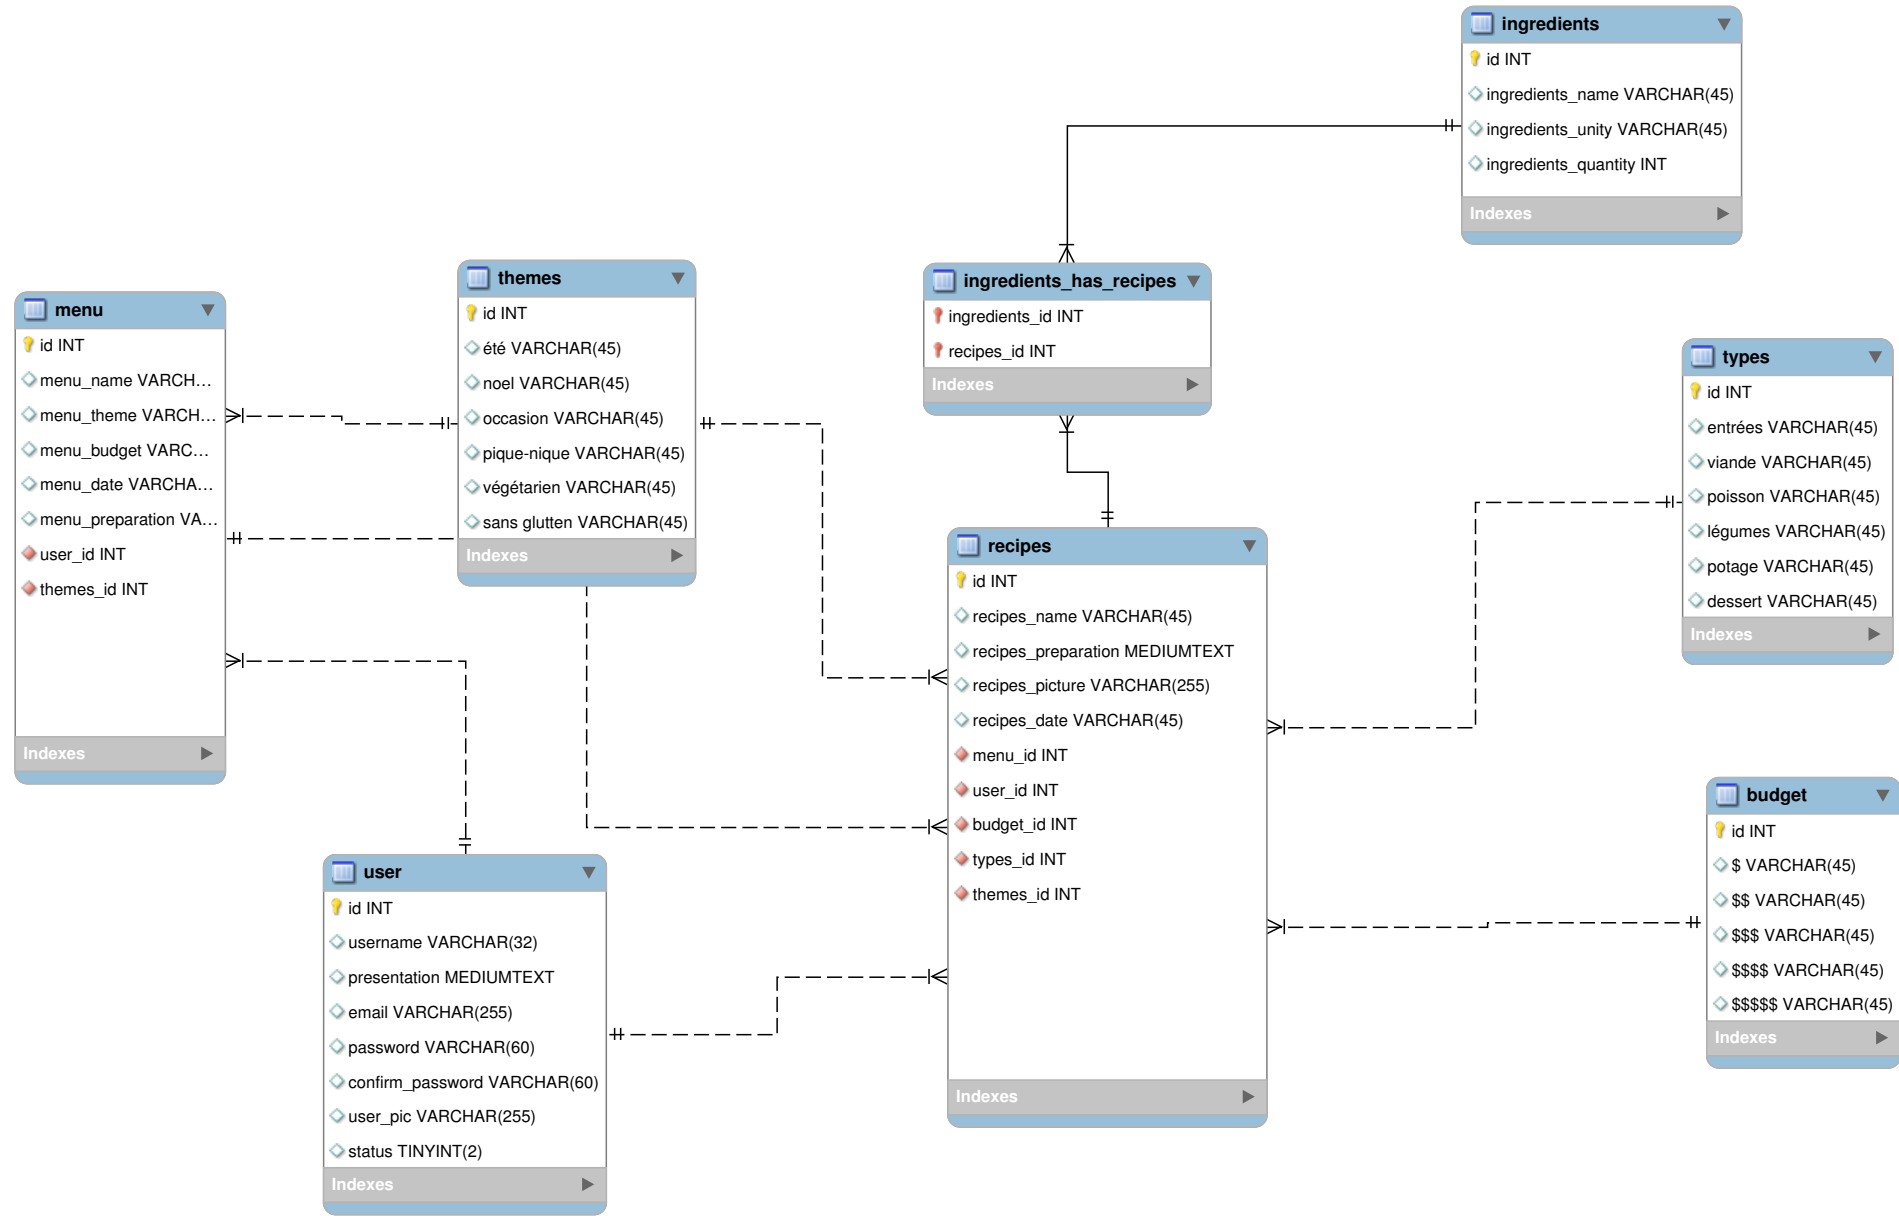 ingredients
id INT
ingredients_name VARCHAR(45)
ingredients_unity VARCHAR(45)
ingredients_quantity INT
Indexes
themes
id INT
été VARCHAR(45)
noel VARCHAR(45)
occasion VARCHAR(45)
pique-nique VARCHAR(45)
végétarien VARCHAR(45)
sans glutten VARCHAR(45)
Indexes
ingredients_has_recipes
ingredients_id INT
recipes_id INT
Indexes
menu
id INT
menu_name VARCH...
menu_theme VARCH...
menu_budget VARC...
menu_date VARCHA...
menu_preparation VA...
user_id INT
themes_id INT
Indexes
types
id INT
entrées VARCHAR(45)
viande VARCHAR(45)
poisson VARCHAR(45)
légumes VARCHAR(45)
potage VARCHAR(45)
dessert VARCHAR(45)
Indexes
recipes
id INT
recipes_name VARCHAR(45)
recipes_preparation MEDIUMTEXT
recipes_picture VARCHAR(255)
recipes_date VARCHAR(45)
menu_id INT
user_id INT
budget_id INT
types_id INT
themes_id INT
Indexes
budget
id INT
$ VARCHAR(45)
$$ VARCHAR(45)
$$$ VARCHAR(45)
$$$$ VARCHAR(45)
$$$$$ VARCHAR(45)
Indexes
user
id INT
username VARCHAR(32)
presentation MEDIUMTEXT
email VARCHAR(255)
password VARCHAR(60)
confirm_password VARCHAR(60)
user_pic VARCHAR(255)
status TINYINT(2)
Indexes